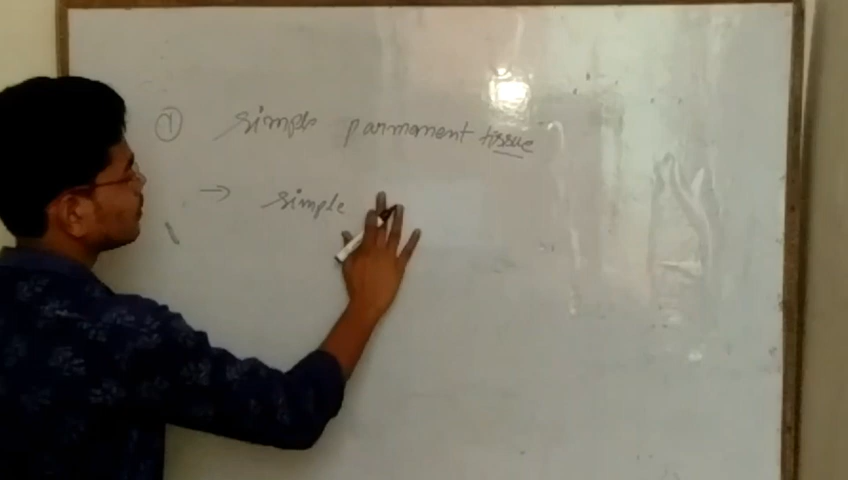 ① simple parmanent tissue
→ simple